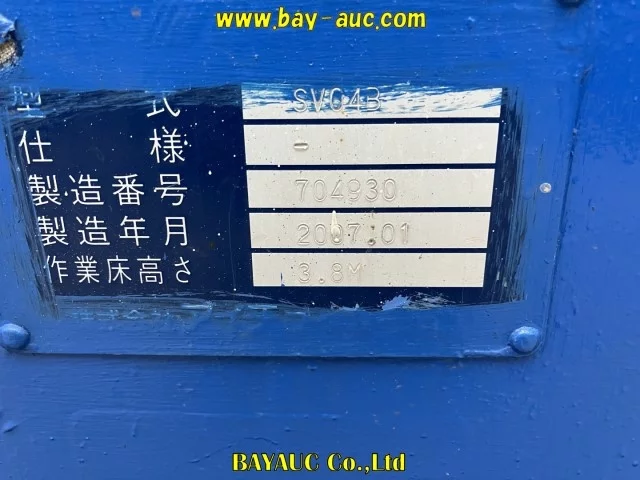 www.bay-auc.com
型 式 SV04B
仕 様 -
製造番号 704930
製造年月 2007.01
作業床高さ 3.8M
BAYAUC Co.,Ltd